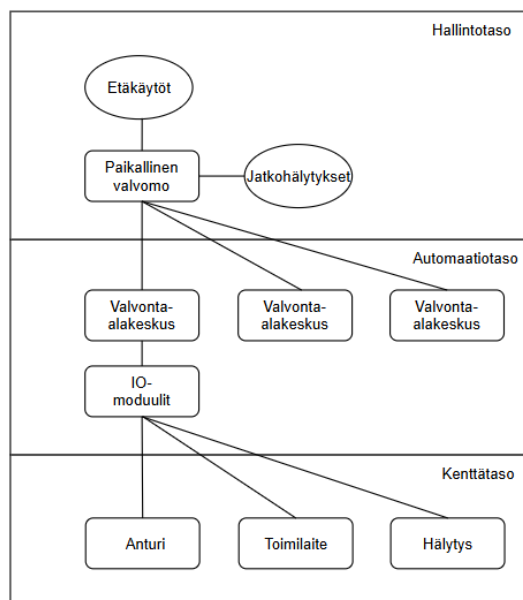 Hallintotaso
Etäkäytöt
Paikallinen
valvomo
Jatkohälytykset
Automaatiotaso
Valvonta-
alakeskus
Valvonta-
alakeskus
Valvonta-
alakeskus
IO-
moduulit
Kenttätaso
Anturi
Toimilaite
Hälytys